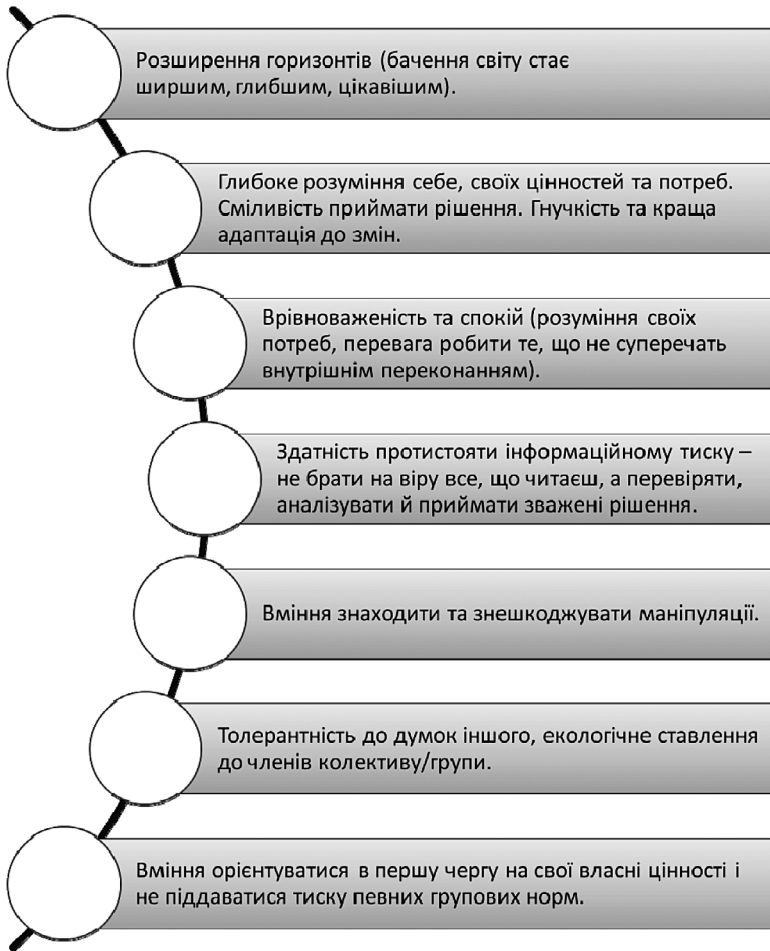 Розширення горизонтів (бачення світу стає
ширшим, глибшим, цікавішим).
Глибоке розуміння себе, своїх цінностей та потреб.
Сміливість приймати рішення. Гнучкість та краща
адаптація до змін.
Врівноваженість та спокій (розуміння своїх
потреб, перевага робити те, що не суперечать
внутрішнім переконанням).
Здатність протистояти інформаційному тиску –
не брати на віру все, що читаєш, а перевіряти,
аналізувати й приймати зважені рішення.
Вміння знаходити та знешкоджувати маніпуляції.
Толерантність до думок іншого, екологічне ставлення
до членів колективу/групи.
Вміння орієнтуватися в першу чергу на свої власні цінності і
не піддаватися тиску певних групових норм.